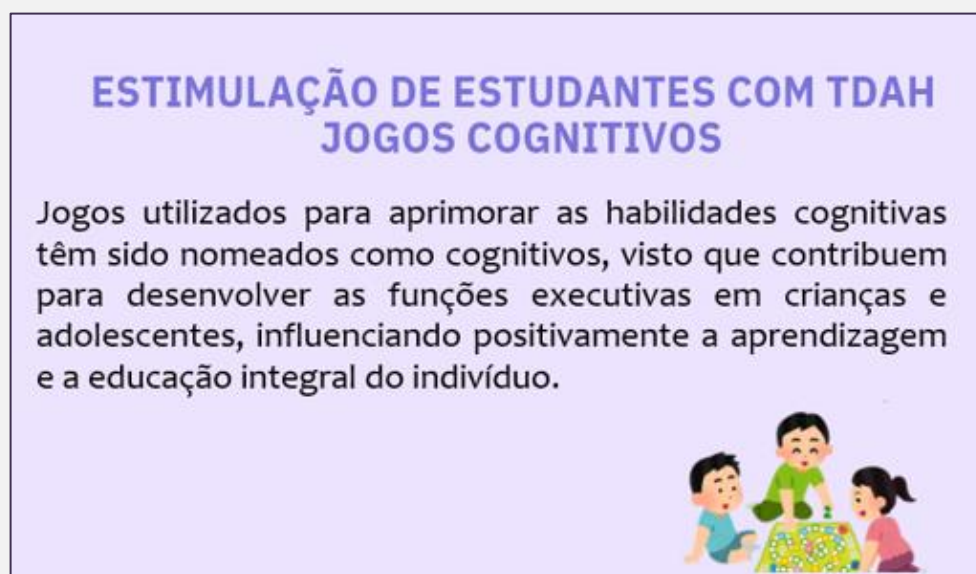 ESTIMULAÇÃO DE ESTUDANTES COM TDAH
JOGOS COGNITIVOS
Jogos utilizados para aprimorar as habilidades cognitivas
têm sido nomeados como cognitivos, visto que contribuem
para desenvolver as funções executivas em crianças e
adolescentes, influenciando positivamente a aprendizagem
e a educação integral do indivíduo.